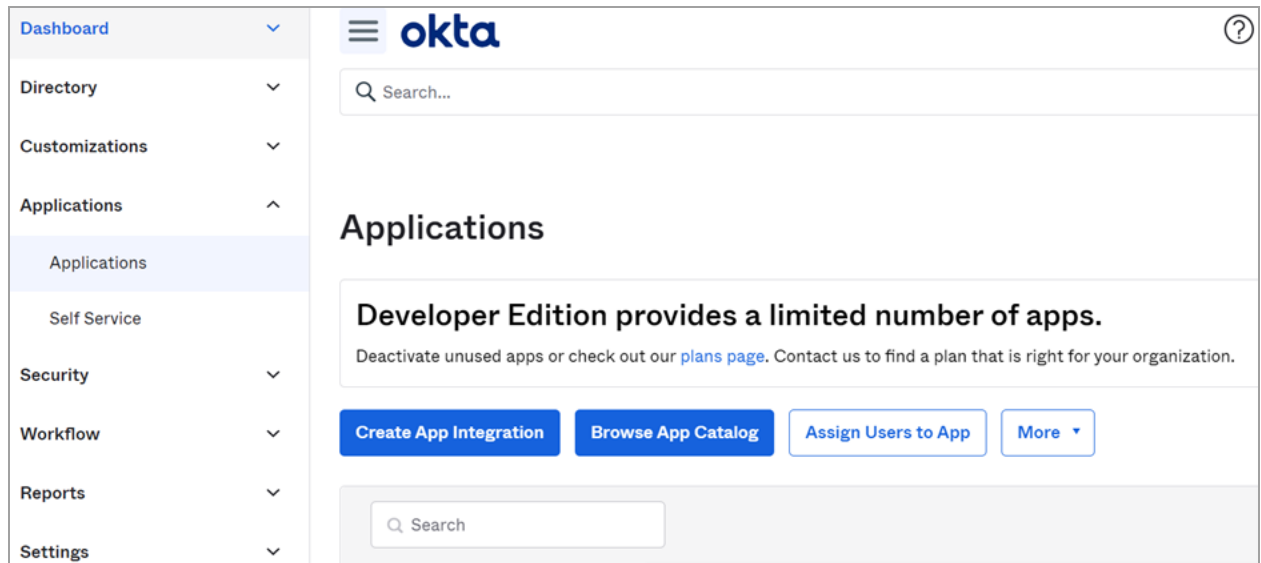 Dashboard
Directory
Customizations
Applications
Applications
Self Service
Security
Workflow
Reports
Settings
okta
?
Search...
Applications
Developer Edition provides a limited number of apps.
Deactivate unused apps or check out our plans page. Contact us to find a plan that is right for your organization.
Create App Integration Browse App Catalog Assign Users to App More
Search